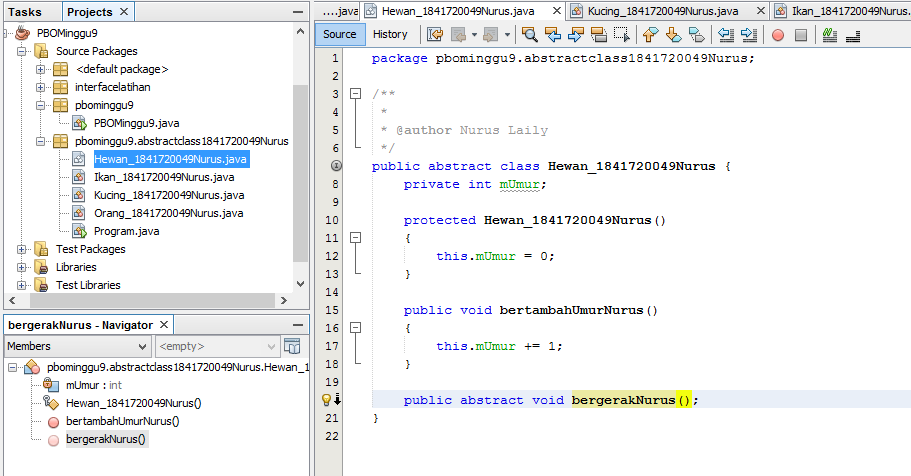 Tasks Projects
PBOMinggu9
Source Packages
<default package>
interfacelatihan
pbominggu9
PBOMinggu9.java
pbominggu9.abstractclass1841720049Nurus
Hewan_1841720049Nurus.java
Ikan_1841720049Nurus.java
Kucing_1841720049Nurus.java
Orang_1841720049Nurus.java
Program.java
Test Packages
Libraries
Test Libraries
bergerakNurus - Navigator
Members <empty>
pbominggu9.abstractclass1841720049Nurus.Hewan_1
mUmur : int
Hewan_1841720049Nurus()
bertambahUmurNurus()
bergerakNurus()
....java Hewan_1841720049Nurus.java Kucing_1841720049Nurus.java Ikan_1841720049Nurus.
Source History
1 package pbominggu9.abstractclass1841720049Nurus;
2
3 /**
4 *
5 * @author Nurus Laily
6 */
public abstract class Hewan_1841720049Nurus {
8 private int mUmur;
9
10 protected Hewan_1841720049Nurus()
11 {
12 this.mUmur = 0;
13 }
14
15 public void bertambahUmurNurus()
16 {
17 this.mUmur += 1;
18 }
19
public abstract void bergerakNurus();
21 }
22